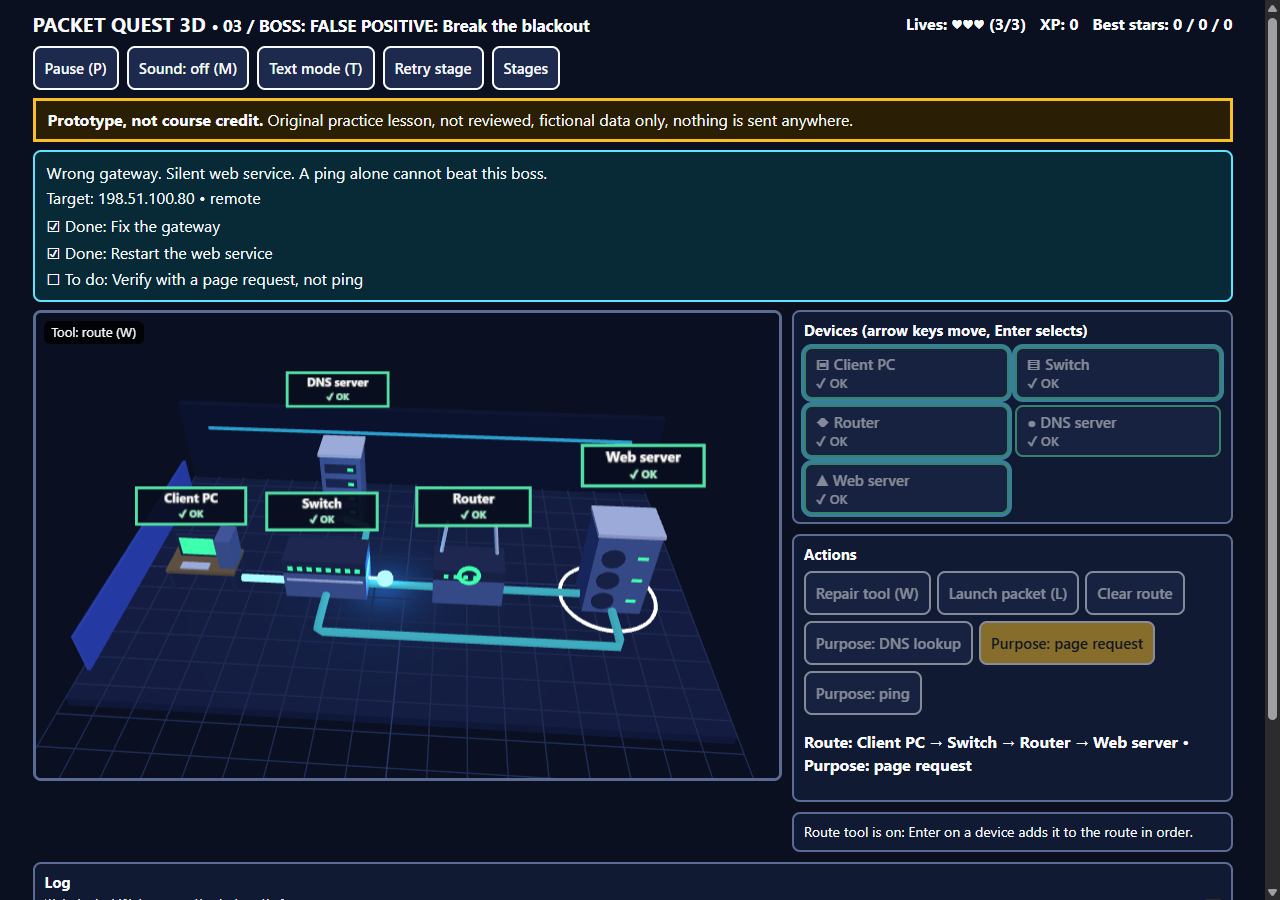 PACKET QUEST 3D • 03 / BOSS: FALSE POSITIVE: Break the blackout
Lives: ♥♥♥ (3/3) XP: 0 Best stars: 0 / 0 / 0
Pause (P)
Sound: off (M)
Text mode (T)
Retry stage
Stages
Prototype, not course credit. Original practice lesson, not reviewed, fictional data only, nothing is sent anywhere.
Wrong gateway. Silent web service. A ping alone cannot beat this boss.
Target: 198.51.100.80 • remote
☑ Done: Fix the gateway
☑ Done: Restart the web service
☐ To do: Verify with a page request, not ping
Tool: route (W)
DNS server
✓ OK
Web server
✓ OK
Client PC
✓ OK
Switch
✓ OK
Router
✓ OK
Devices (arrow keys move, Enter selects)
Client PC
✓ OK
Switch
✓ OK
Router
✓ OK
● DNS server
✓ OK
▲ Web server
✓ OK
Actions
Repair tool (W)
Launch packet (L)
Clear route
Purpose: DNS lookup
Purpose: page request
Purpose: ping
Route: Client PC → Switch → Router → Web server •
Purpose: page request
Route tool is on: Enter on a device adds it to the route in order.
Log